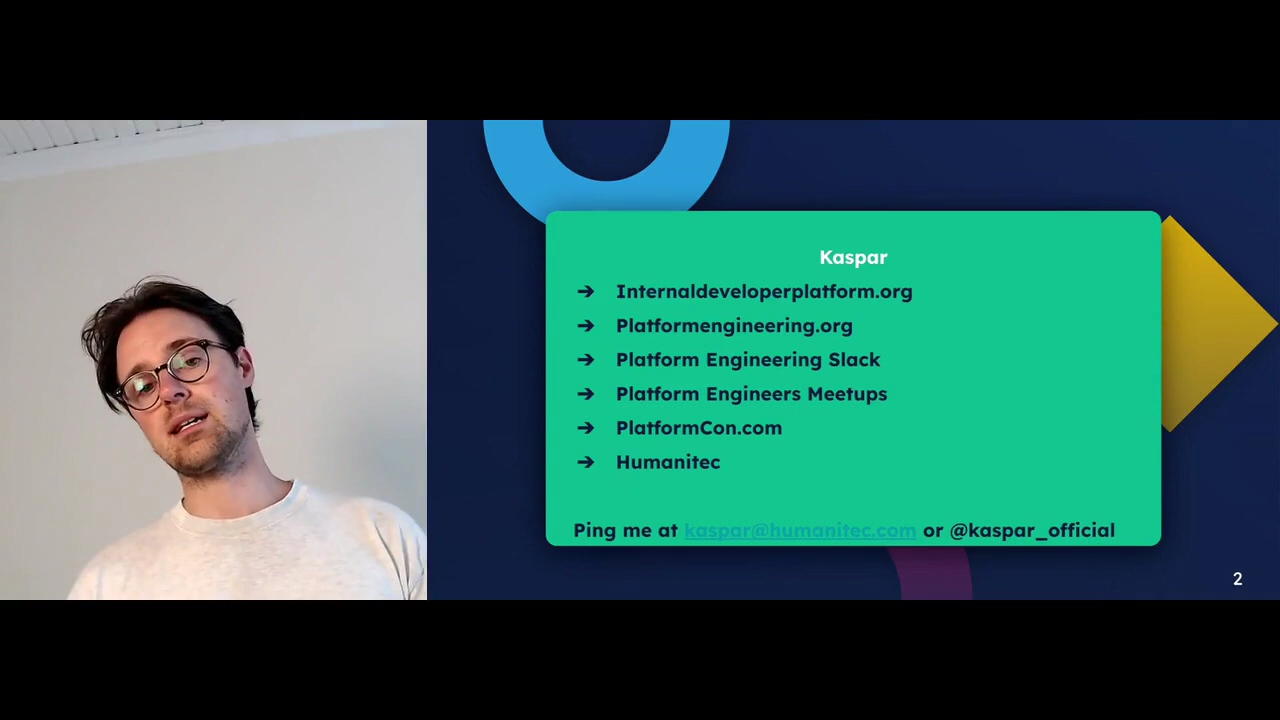 Kaspar
➔ Internaldeveloperplatform.org
➔ Platformengineering.org
➔ Platform Engineering Slack
➔ Platform Engineers Meetups
➔ PlatformCon.com
➔ Humanitec
Ping me at kaspar@humanitec.com or @kaspar_official
2